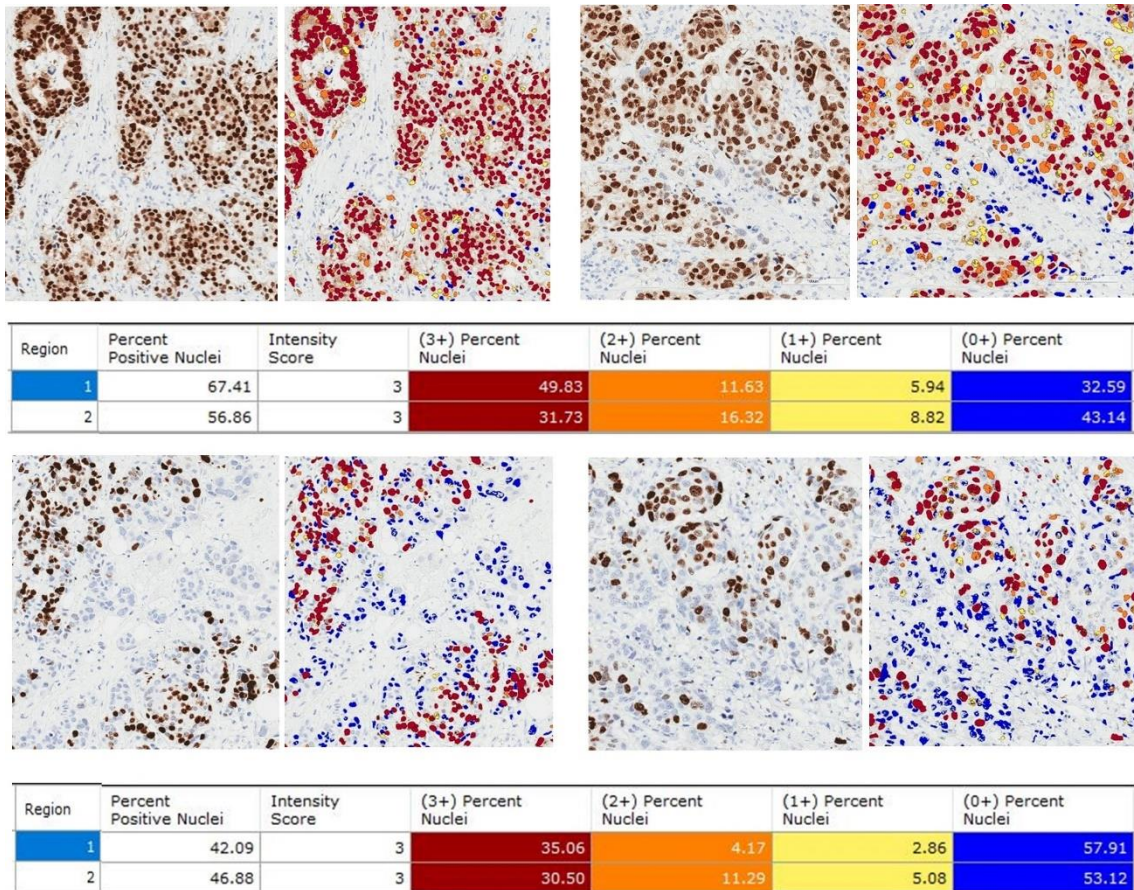 Region Percent Positive Nuclei Intensity Score (3+) Percent Nuclei (2+) Percent Nuclei (1+) Percent Nuclei (0+) Percent Nuclei
1 67.41 3 49.83 11.63 5.94 32.59
2 56.86 3 31.73 16.32 8.82 43.14
Region Percent Positive Nuclei Intensity Score (3+) Percent Nuclei (2+) Percent Nuclei (1+) Percent Nuclei (0+) Percent Nuclei
1 42.09 3 35.06 4.17 2.86 57.91
2 46.88 3 30.50 11.29 5.08 53.12